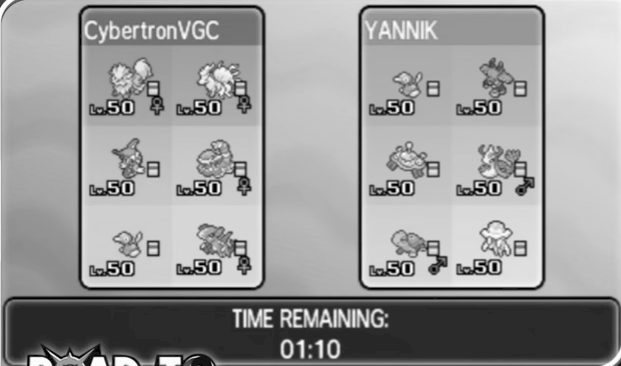 CybertronVGC
YANNIK
Lv.50 ♀ Lv.50 ♀
Lv.50 Lv.50
Lv.50 Lv.50 ♀
Lv.50 Lv.50 ♂
Lv.50 Lv.50 ♀
Lv.50 ♂ Lv.50
TIME REMAINING:
01:10
ROAD TO